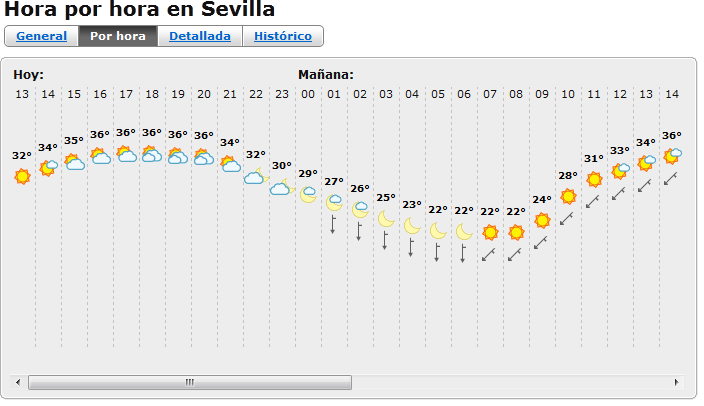 Hora por hora en Sevilla
General Por hora Detallada Histórico
Hoy: Mañana:
13 14 15 16 17 18 19 20 21 22 23 00 01 02 03 04 05 06 07 08 09 10 11 12 13 14
32° 34° 35° 36° 36° 36° 36° 36° 34° 32° 30° 29° 27° 26° 25° 23° 22° 22° 22° 22° 24° 28° 31° 33° 34° 36°